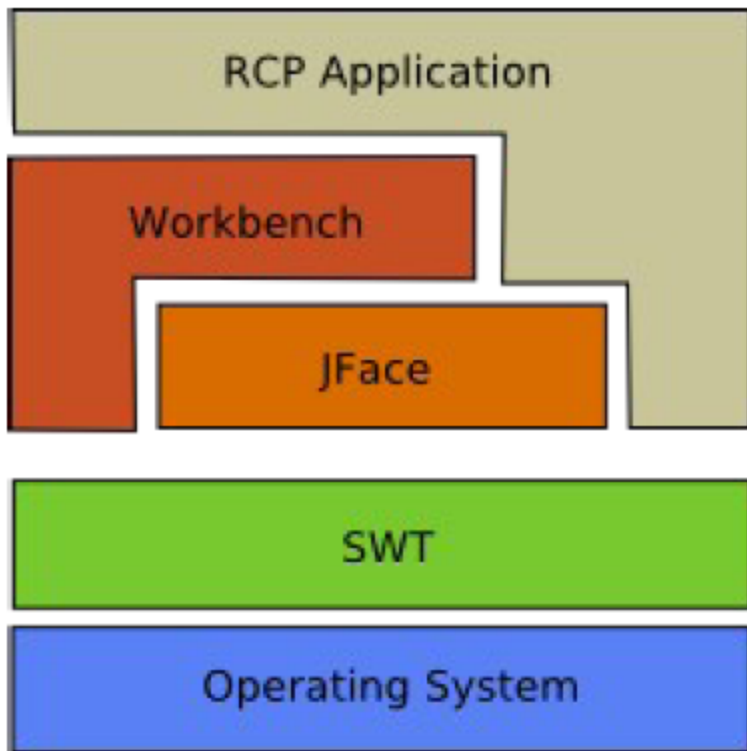 RCP Application
Workbench
JFace
SWT
Operating System